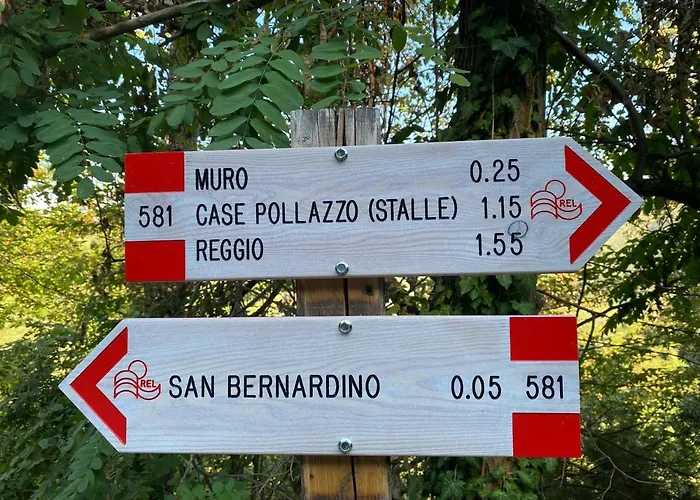 MURO 0.25
581 CASE POLLAZZO (STALLE) 1.15 REL
REGGIO 1.55
REL SAN BERNARDINO 0.05 581